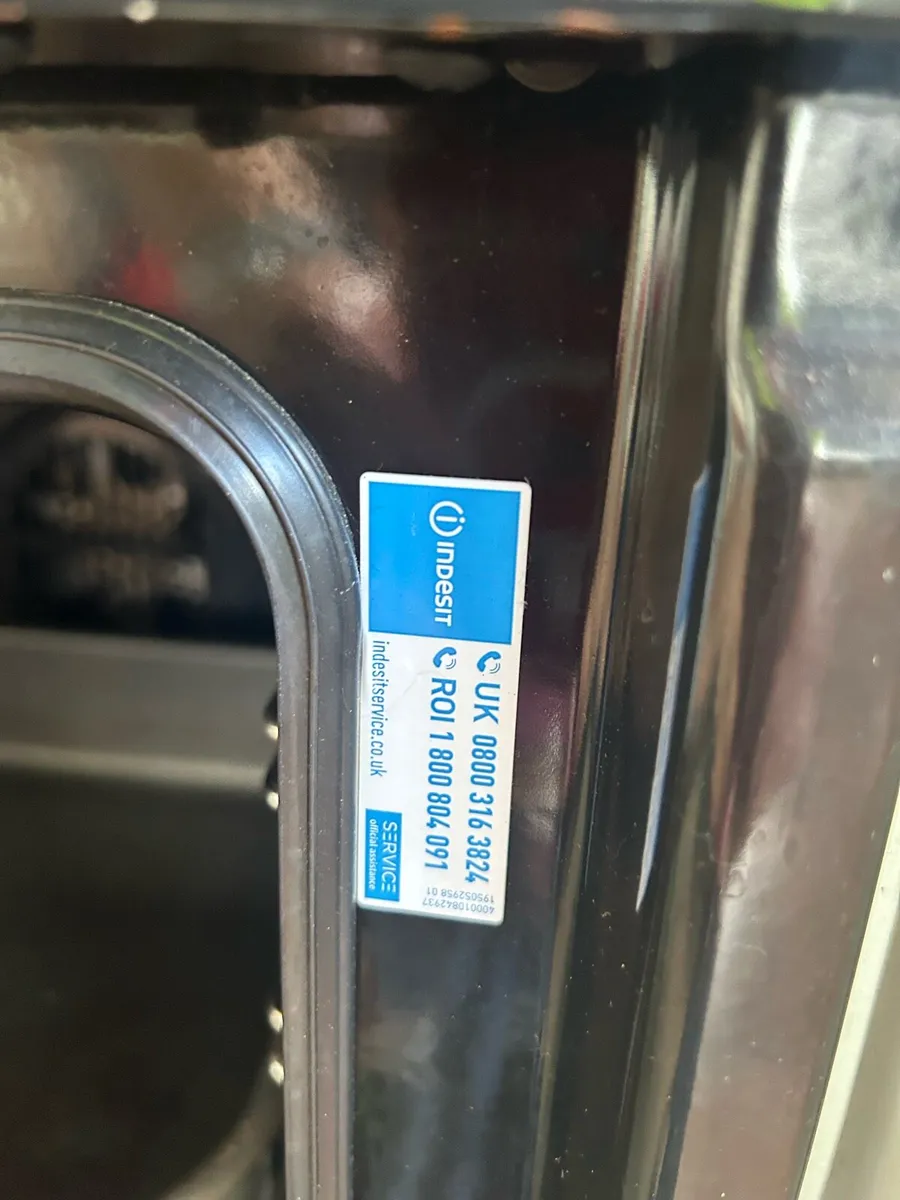 INDESIT
UK 0800 316 3824
ROI 1 800 804 091
indesitservice.co.uk
SERVICE
official assistance
400010842937
195052958 01